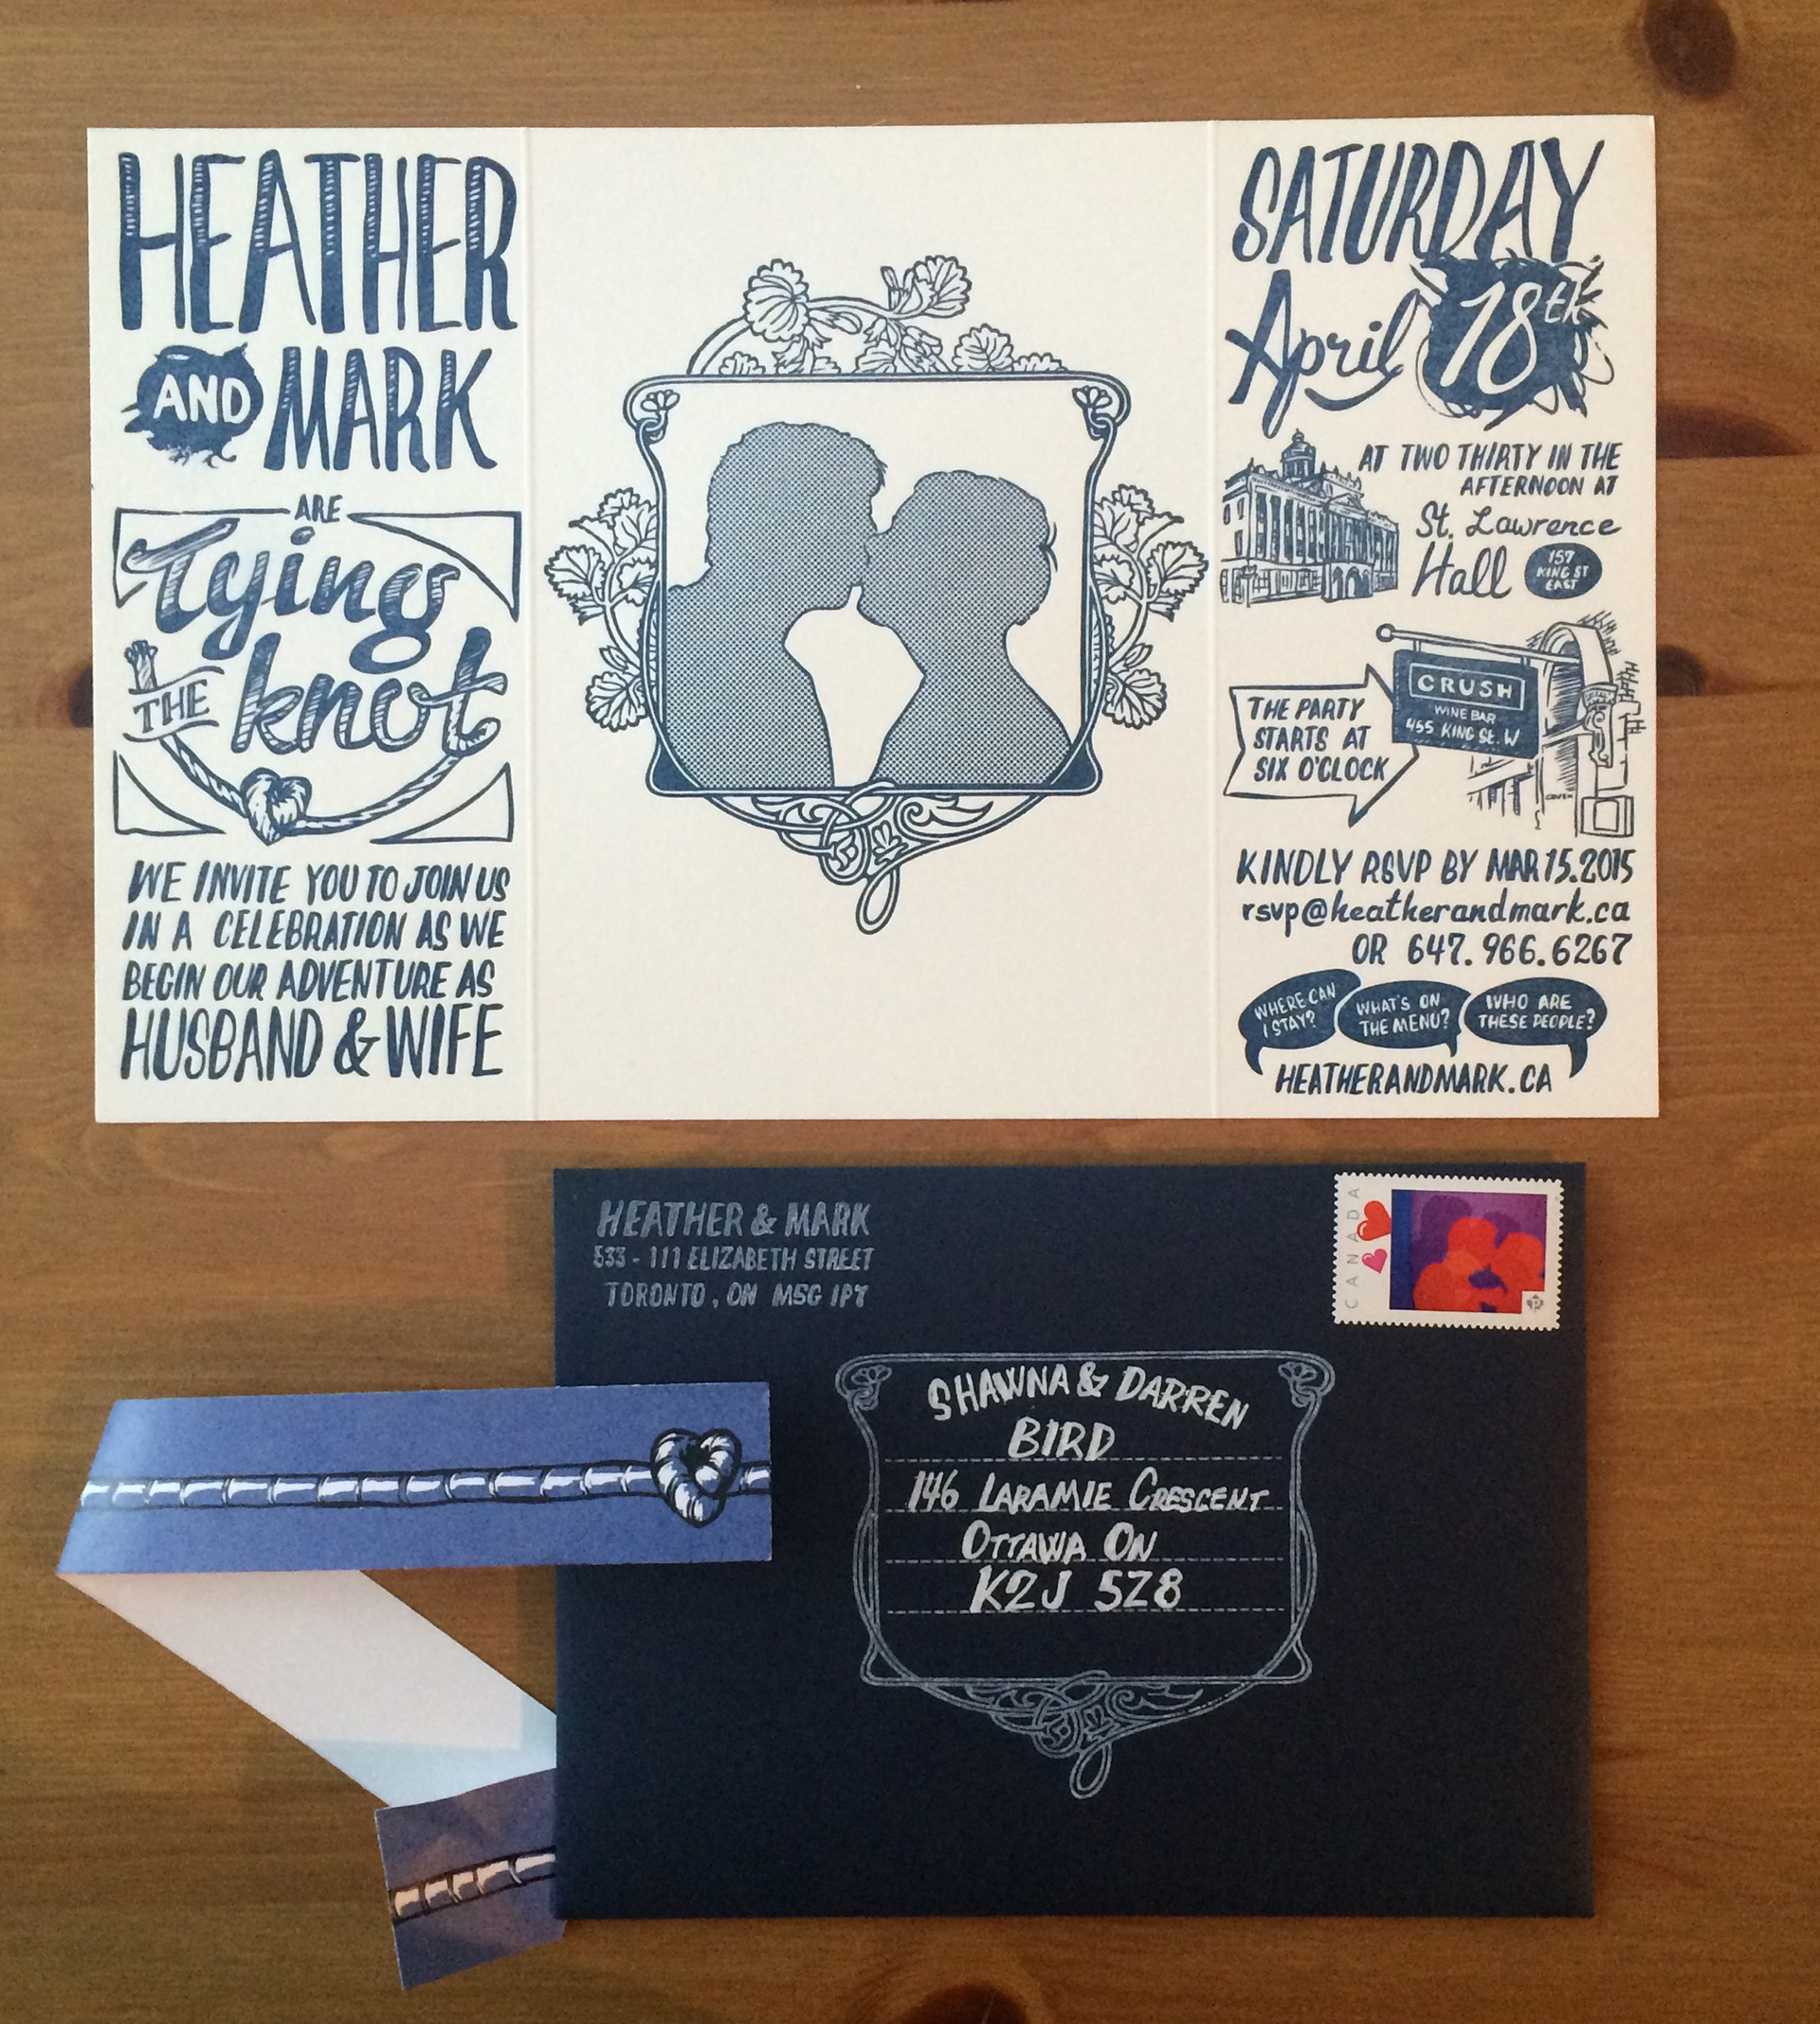 HEATHER
AND MARK
ARE
Tying
THE knot
WE INVITE YOU TO JOIN US
IN A CELEBRATION AS WE
BEGIN OUR ADVENTURE AS
HUSBAND & WIFE
SATURDAY
April 18th
AT TWO THIRTY IN THE
AFTERNOON AT
St. Lawrence
Hall
157
KING ST
EAST
CRUSH
WINE BAR
455 KING St. W
THE PARTY
STARTS AT
SIX O'CLOCK
CRUSH
KINDLY RSVP BY MAR 15.2015
rsvp@heatherandmark.ca
OR 647.966.6267
WHERE CAN
I STAY?
WHAT'S ON
THE MENU?
WHO ARE
THESE PEOPLE?
HEATHERANDMARK.CA
HEATHER & MARK
533 - 111 ELIZABETH STREET
TORONTO, ON M5G 1P7
CANADA
P
SHAWNA & DARREN
BIRD
146 LARAMIE CRESCENT
OTTAWA ON
K2J 5Z8